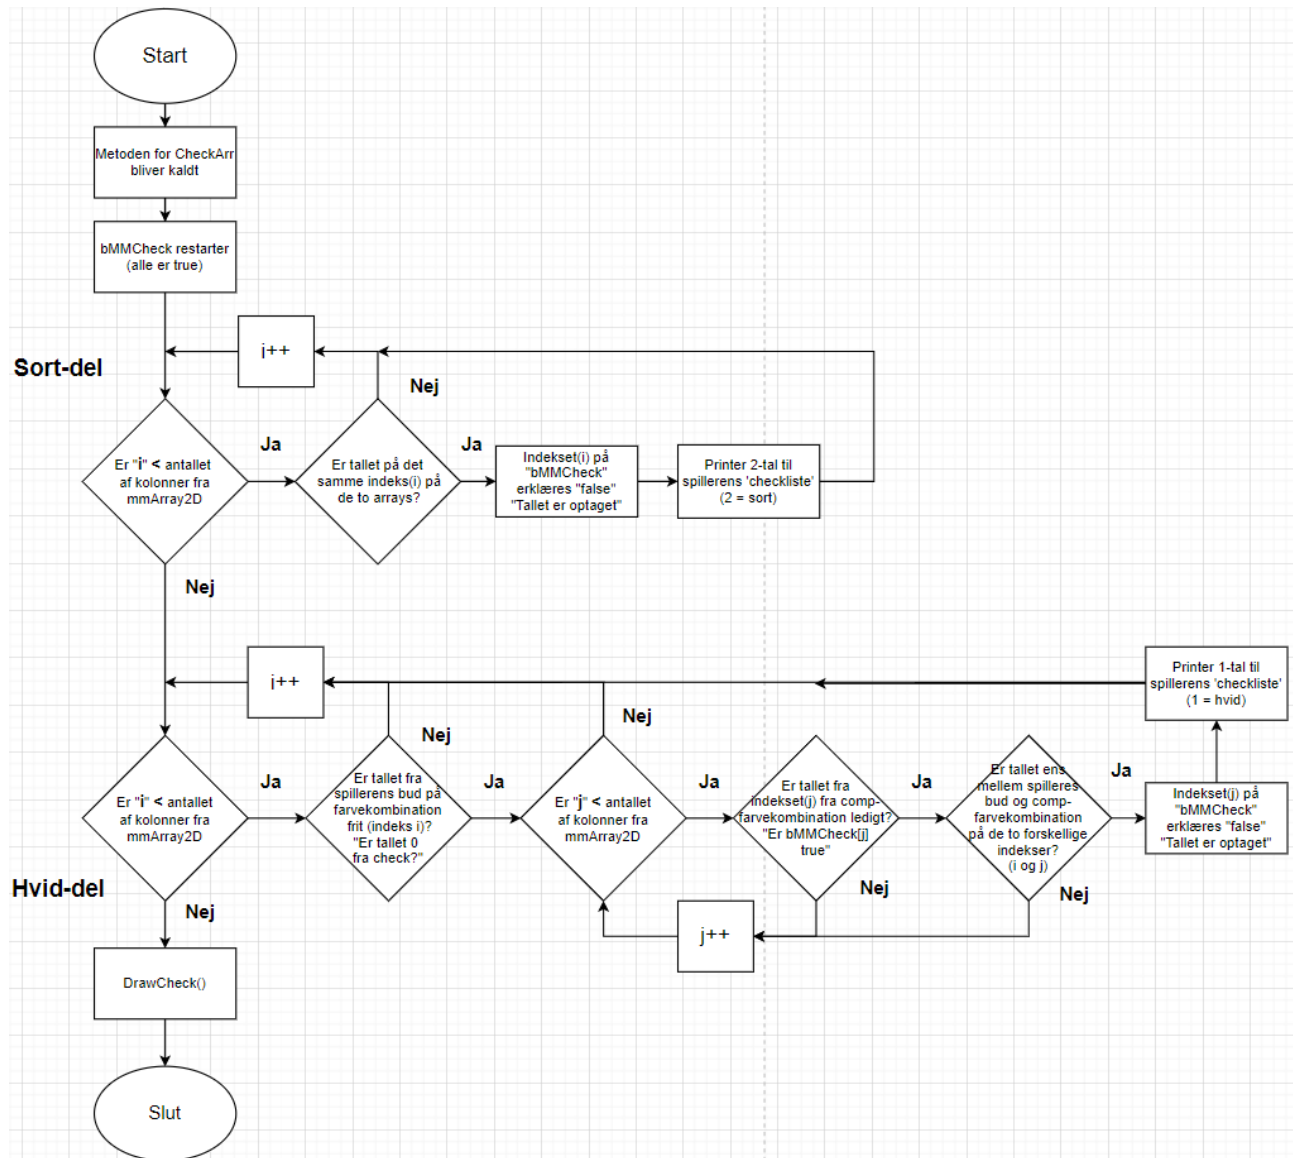 Start
Metoden for CheckArr
bliver kaldt
bMMCheck restarter
(alle er true)
i++
Sort-del
Nej
Er "i" < antallet
af kolonner fra
mmArray2D
Ja
Er tallet på det
samme indeks(i) på
de to arrays?
Ja
Indekset(i) på
"bMMCheck"
erklæres "false"
"Tallet er optaget"
Printer 2-tal til
spillerens 'checkliste'
(2 = sort)
Nej
i++
Printer 1-tal til
spillerens 'checkliste'
(1 = hvid)
Nej
Nej
Er "i" < antallet
af kolonner fra
mmArray2D
Ja
Er tallet fra
spillerens bud på
farvekombination
frit (indeks i)?
"Er tallet 0
fra check?"
Ja
Er "j" < antallet
af kolonner fra
mmArray2D
Ja
Er tallet fra
indekset(j) fra comp-
farvekombination ledigt?
"Er bMMCheck[j]
true"
Ja
Er tallet ens
mellem spilleres
bud og comp-
farvekombination
på de to forskellige
indekser?
(i og j)
Ja
Indekset(j) på
"bMMCheck"
erklæres "false"
"Tallet er optaget"
Hvid-del
Nej
Nej
Nej
j++
DrawCheck()
Slut